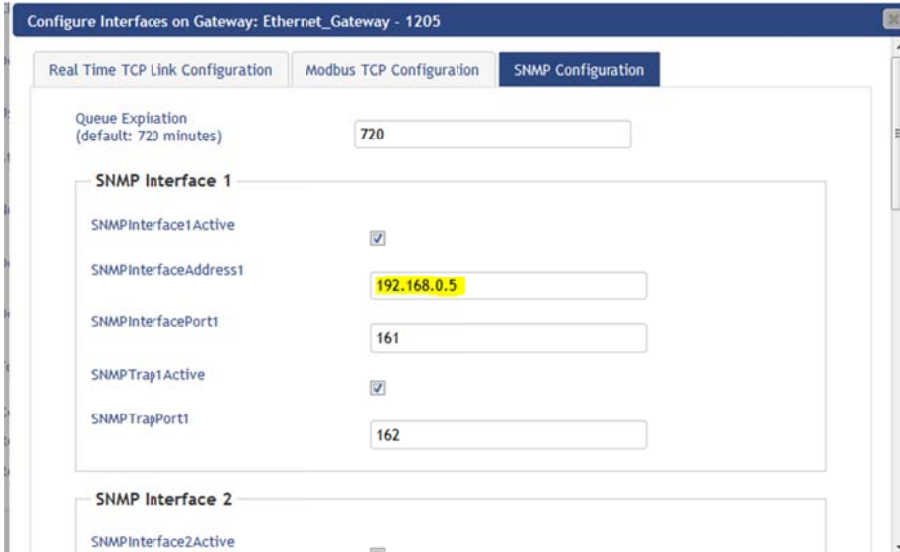 Configure Interfaces on Gateway: Ethernet_Gateway - 1205
Real Time TCP Link Configuration
Modbus TCP Configuration
SNMP Configuration
Queue Expiration
(default: 720 minutes)
720
SNMP Interface 1
SNMPInterface1Active
SNMPInterfaceAddress1
192.168.0.5
SNMPInterfacePort1
161
SNMPTrap1Active
SNMPTrapPort1
162
SNMP Interface 2
SNMPInterface2Active